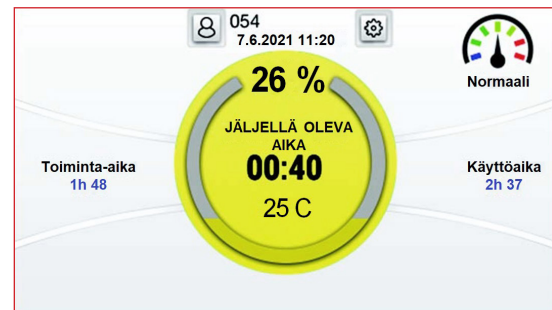 054
7.6.2021 11:20
Normaali
26 %
JÄLJELLÄ OLEVA
AIKA
00:40
25 C
Toiminta-aika
1h 48
Käyttöaika
2h 37